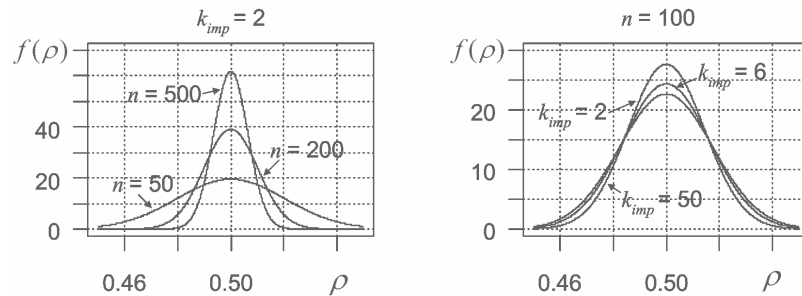 k_imp = 2
f(ρ)
n = 500
n = 200
n = 50
40
20
0
0.46
0.50
ρ
n = 100
f(ρ)
k_imp = 6
k_imp = 2
k_imp = 50
30
20
10
0
0.46
0.50
ρ